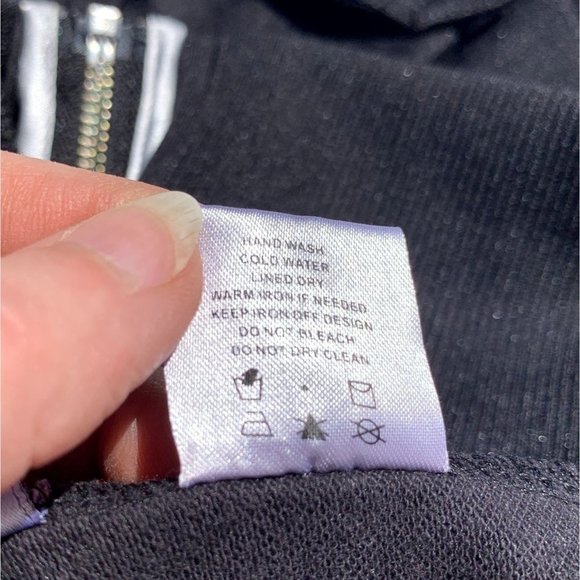 HAND WASH
COLD WATER
LINED DRY
WARM IRON IF NEEDED
KEEP IRON OFF DESIGN
DO NOT BLEACH
DO NOT DRY CLEAN